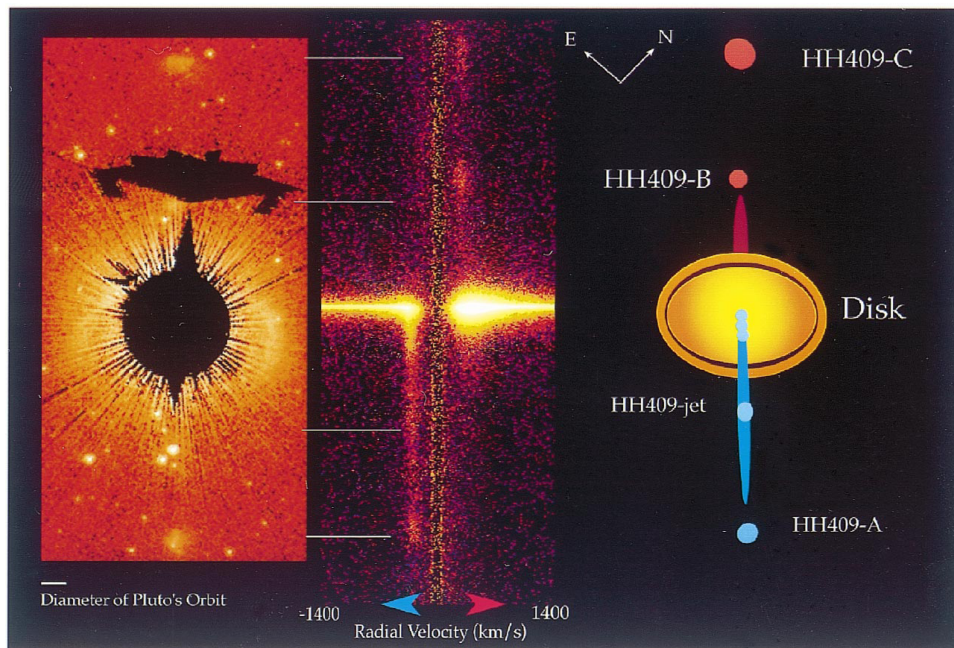 E
N
HH409-C
HH409-B
Disk
HH409-jet
HH409-A
Diameter of Pluto's Orbit
-1400
1400
Radial Velocity (km/s)